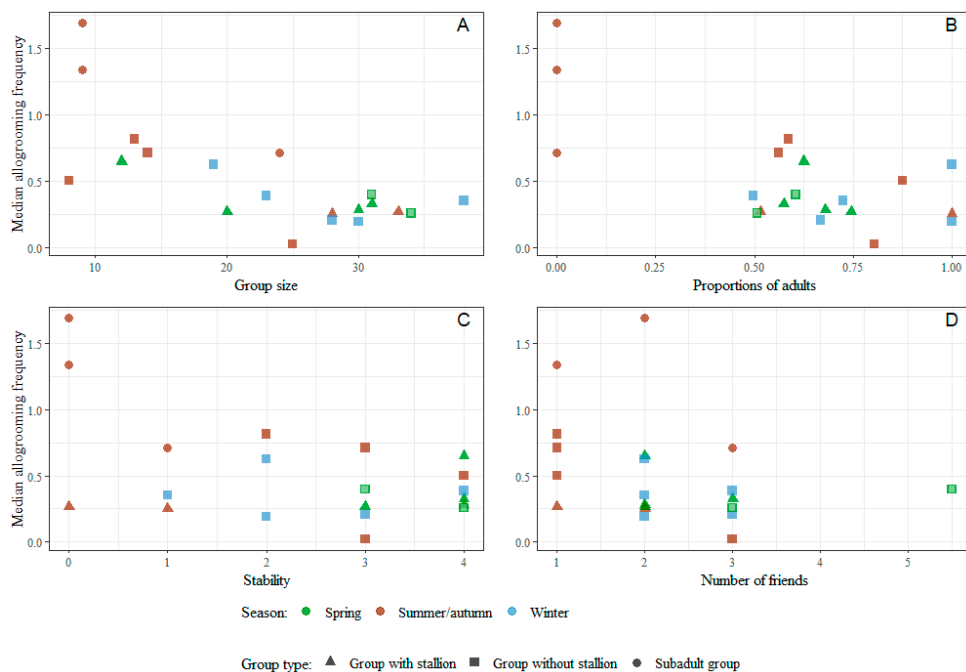 A
B
Median allogrooming frequency
1.5
1.0
0.5
0.0
10
20
30
Group size
1.5
1.0
0.5
0.0
0.00
0.25
0.50
0.75
1.00
Proportions of adults
C
D
Median allogrooming frequency
1.5
1.0
0.5
0.0
0
1
2
3
4
Stability
1.5
1.0
0.5
0.0
1
2
3
4
5
Number of friends
Season: Spring Summer/autumn Winter
Group type: Group with stallion Group without stallion Subadult group